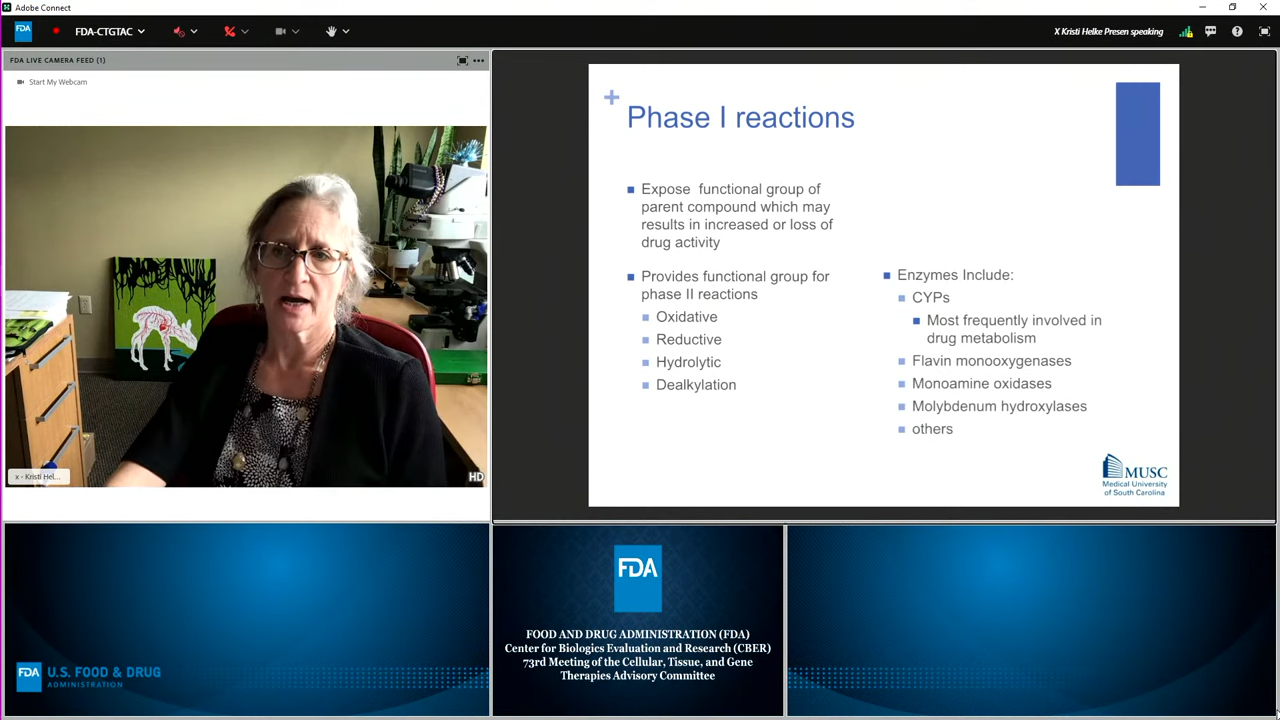 Adobe Connect
FDA
FDA-CTGTAC
X Kristi Helke Presen speaking
FDA LIVE CAMERA FEED (1)
Start My Webcam
x - Kristi Hel...
HD
+
Phase I reactions
Expose functional group of
parent compound which may
results in increased or loss of
drug activity
Provides functional group for
phase II reactions
Oxidative
Reductive
Hydrolytic
Dealkylation
Enzymes Include:
CYPs
Most frequently involved in
drug metabolism
Flavin monooxygenases
Monoamine oxidases
Molybdenum hydroxylases
others
MUSC
Medical University
of South Carolina
FDA
U.S. FOOD & DRUG
ADMINISTRATION
FDA
FOOD AND DRUG ADMINISTRATION (FDA)
Center for Biologics Evaluation and Research (CBER)
73rd Meeting of the Cellular, Tissue, and Gene
Therapies Advisory Committee